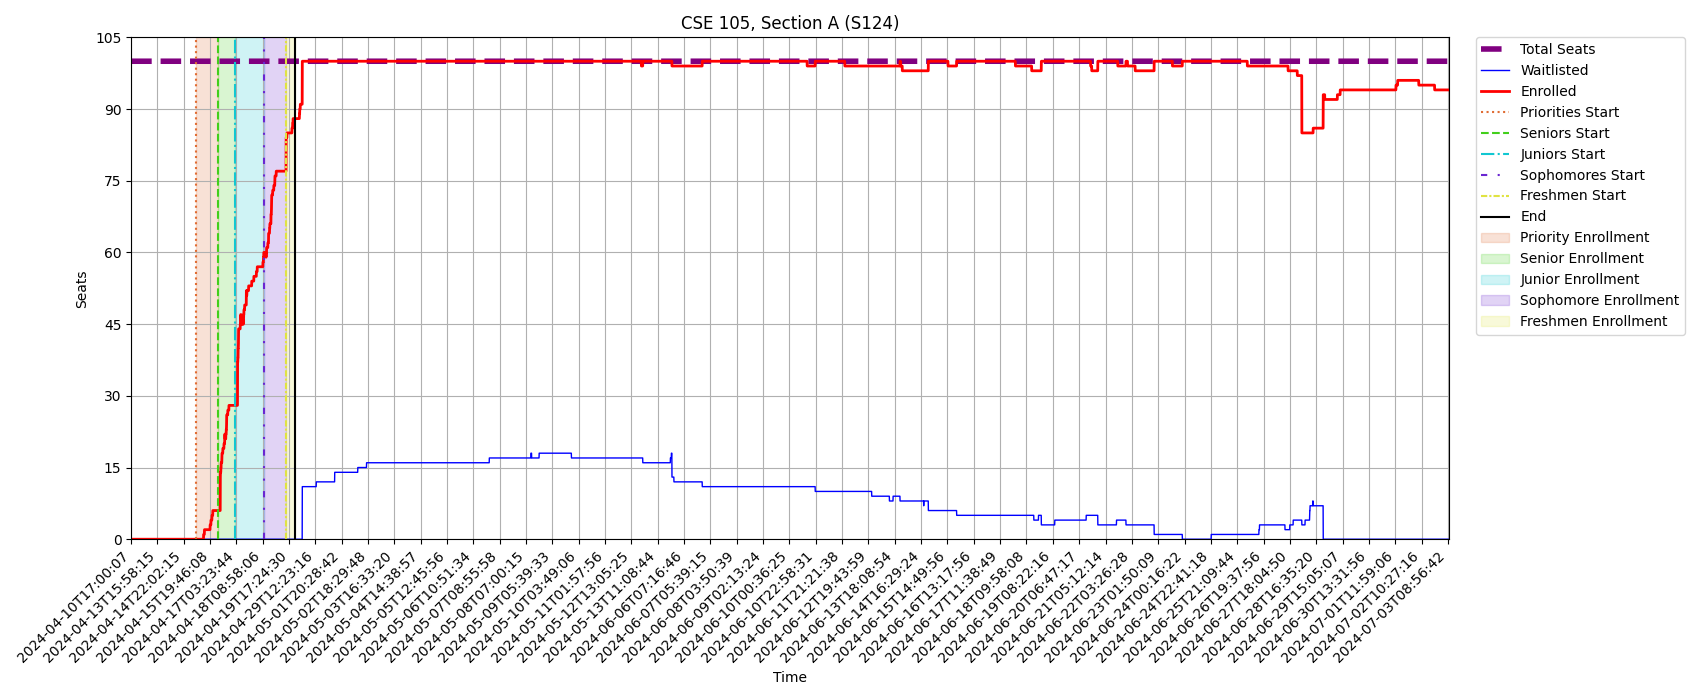 CSE 105, Section A (S124)
105
90
75
60
45
30
15
0
Seats
2024-04-10T17:00:07
2024-04-13T15:58:15
2024-04-14T22:02:15
2024-04-15T19:46:08
2024-04-17T03:23:44
2024-04-18T08:58:06
2024-04-19T17:24:30
2024-04-29T12:23:16
2024-05-01T20:28:42
2024-05-02T18:29:48
2024-05-03T16:33:20
2024-05-04T14:38:57
2024-05-05T12:45:56
2024-05-06T10:51:34
2024-05-07T08:55:58
2024-05-08T07:00:15
2024-05-09T05:39:33
2024-05-10T03:49:06
2024-05-11T01:57:56
2024-05-12T13:05:25
2024-05-13T11:08:44
2024-06-06T07:16:46
2024-06-07T05:39:15
2024-06-08T03:50:39
2024-06-09T02:13:24
2024-06-10T00:36:25
2024-06-10T22:58:31
2024-06-11T21:21:38
2024-06-12T19:43:59
2024-06-13T18:08:54
2024-06-14T16:29:24
2024-06-15T14:49:56
2024-06-16T13:17:56
2024-06-17T11:38:49
2024-06-18T09:58:08
2024-06-19T08:22:16
2024-06-20T06:47:17
2024-06-21T05:12:14
2024-06-22T03:26:28
2024-06-23T01:50:09
2024-06-24T00:16:22
2024-06-24T22:41:18
2024-06-25T21:09:44
2024-06-26T19:37:56
2024-06-27T18:04:50
2024-06-28T16:35:20
2024-06-29T15:05:07
2024-06-30T13:31:56
2024-07-01T11:59:06
2024-07-02T10:27:16
2024-07-03T08:56:42
Time
Total Seats
Waitlisted
Enrolled
Priorities Start
Seniors Start
Juniors Start
Sophomores Start
Freshmen Start
End
Priority Enrollment
Senior Enrollment
Junior Enrollment
Sophomore Enrollment
Freshmen Enrollment